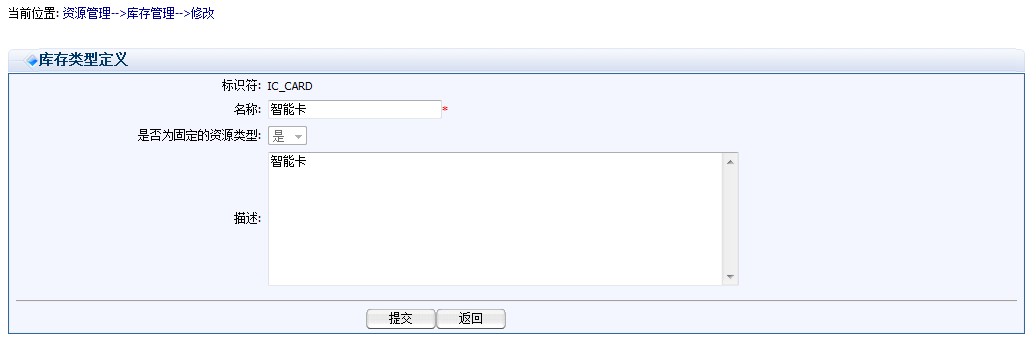 当前位置: 资源管理-->库存管理-->修改
库存类型定义
标识符: IC_CARD
名称: 智能卡*
是否为固定的资源类型: 是
智能卡
描述:
提交 返回